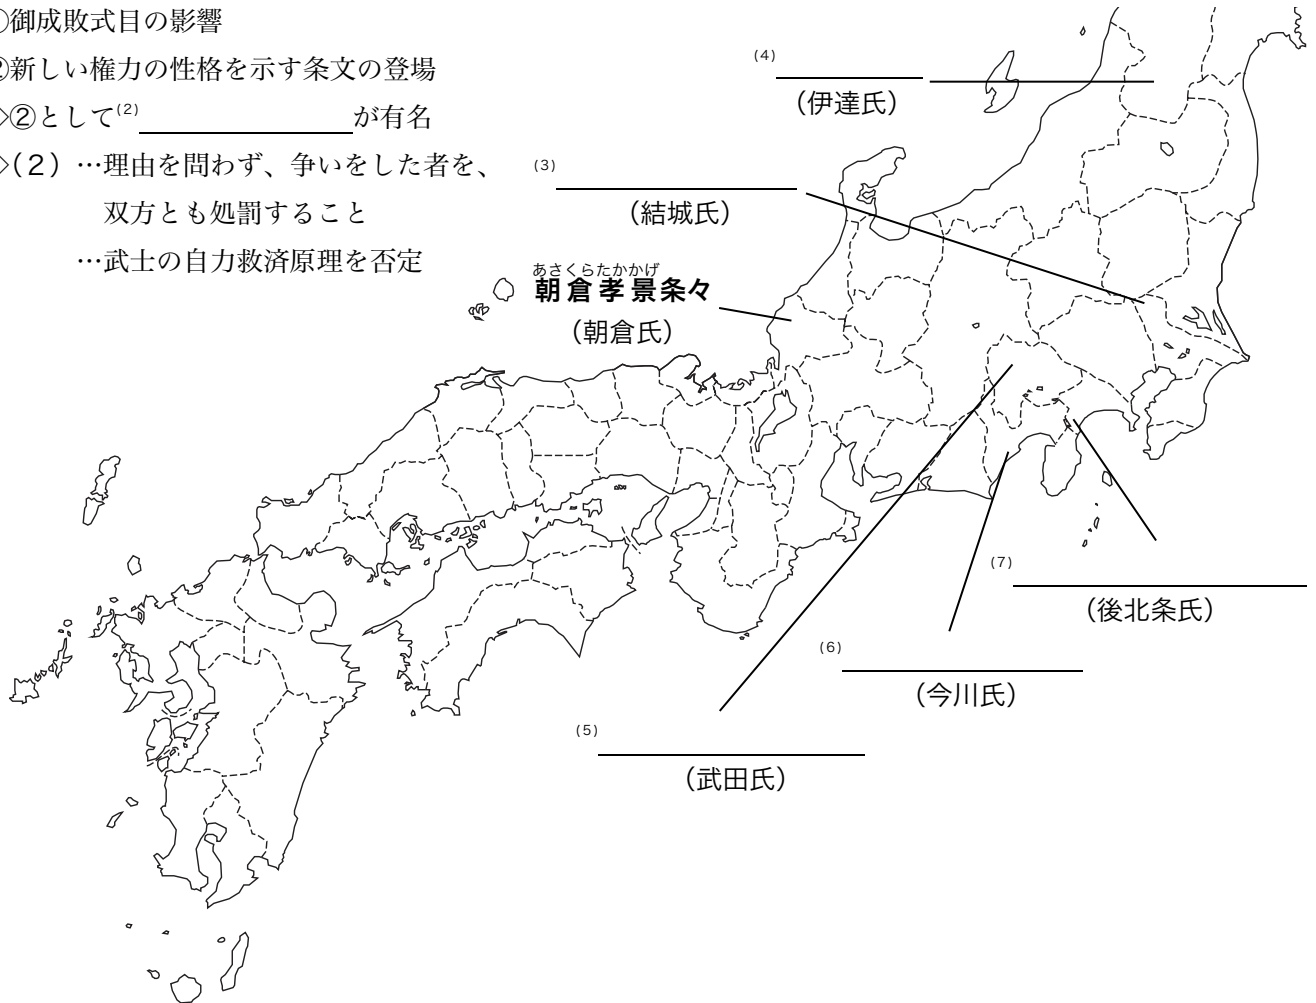 ①御成敗式目の影響
②新しい権力の性格を示す条文の登場
②として(2)が有名
(2)…理由を問わず、争いをした者を、
双方とも処罰すること
…武士の自力救済原理を否定
(4)
(伊達氏)
(3)
(結城氏)
あさくらたかかげ
朝倉孝景条々
(朝倉氏)
(7)
(後北条氏)
(6)
(今川氏)
(5)
(武田氏)